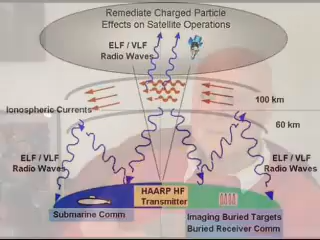 Remediate Charged Particle
Effects on Satellite Operations
ELF / VLF
Radio Waves
Ionospheric Currents
100 km
60 km
ELF / VLF
Radio Waves
ELF / VLF
Radio Waves
HAARP HF
Transmitter
Submarine Comm
Imaging Buried Targets
Buried Receiver Comm